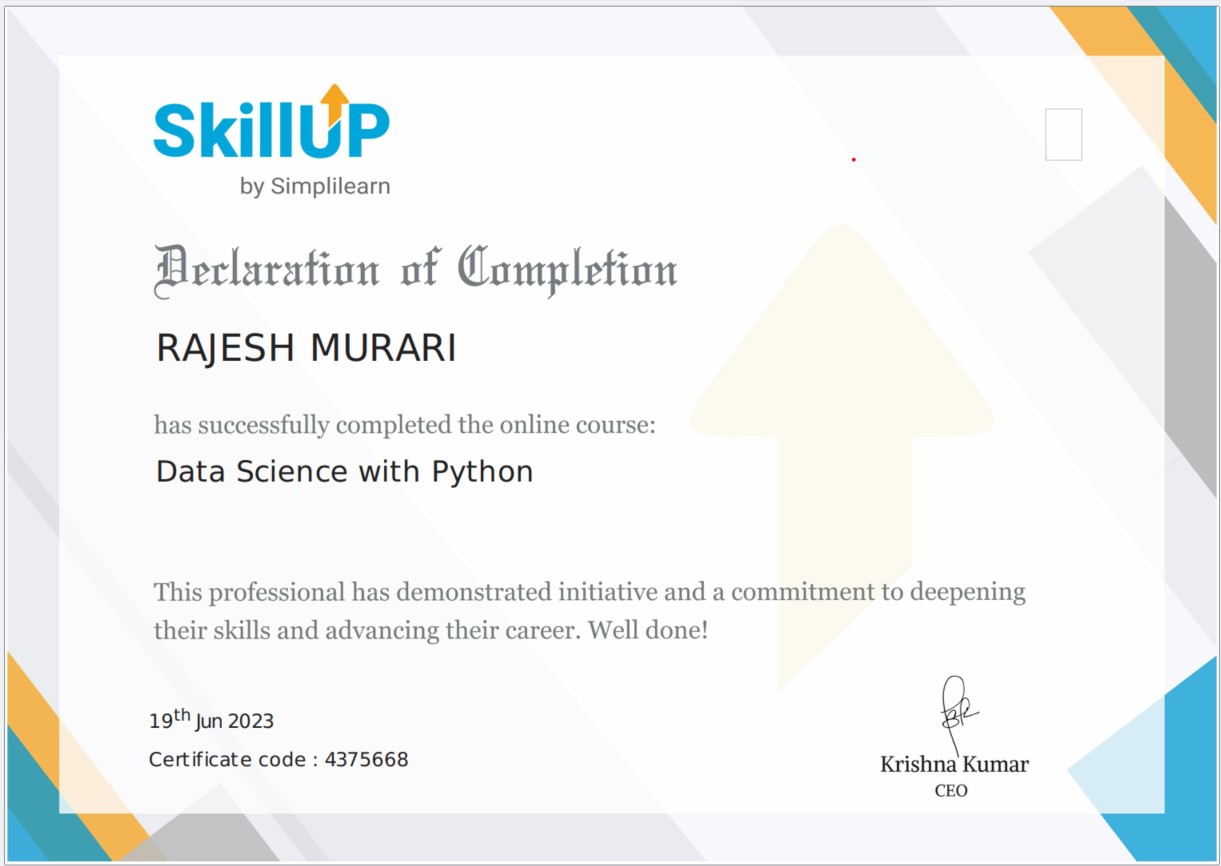 SkillUP
by Simplilearn
Declaration of Completion
RAJESH MURARI
has successfully completed the online course:
Data Science with Python
This professional has demonstrated initiative and a commitment to deepening
their skills and advancing their career. Well done!
19th Jun 2023
Certificate code : 4375668
Krishna Kumar
CEO